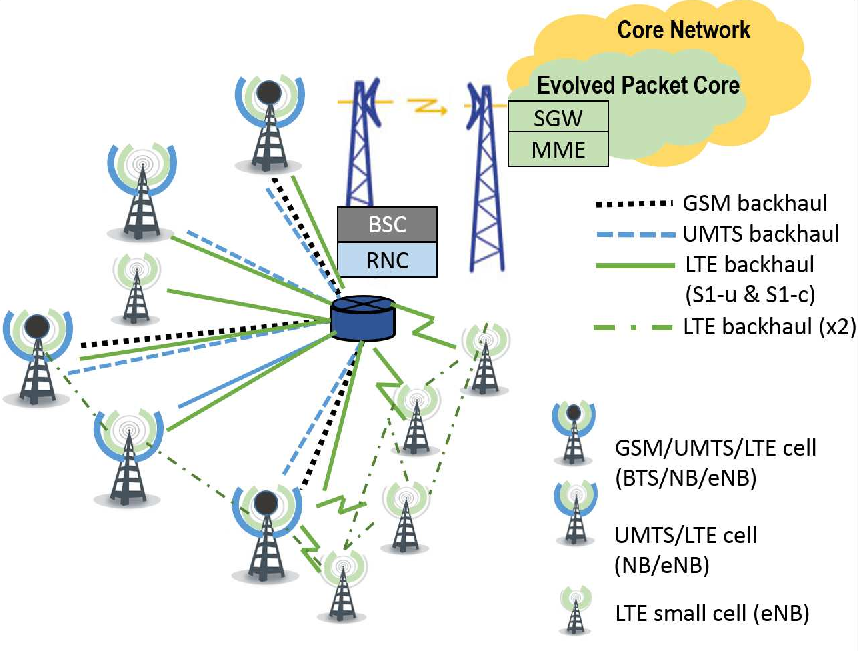 Core Network
Evolved Packet Core
SGW
MME
BSC
RNC
GSM backhaul
UMTS backhaul
LTE backhaul
(S1-u & S1-c)
LTE backhaul (x2)
GSM/UMTS/LTE cell
(BTS/NB/eNB)
UMTS/LTE cell
(NB/eNB)
LTE small cell (eNB)